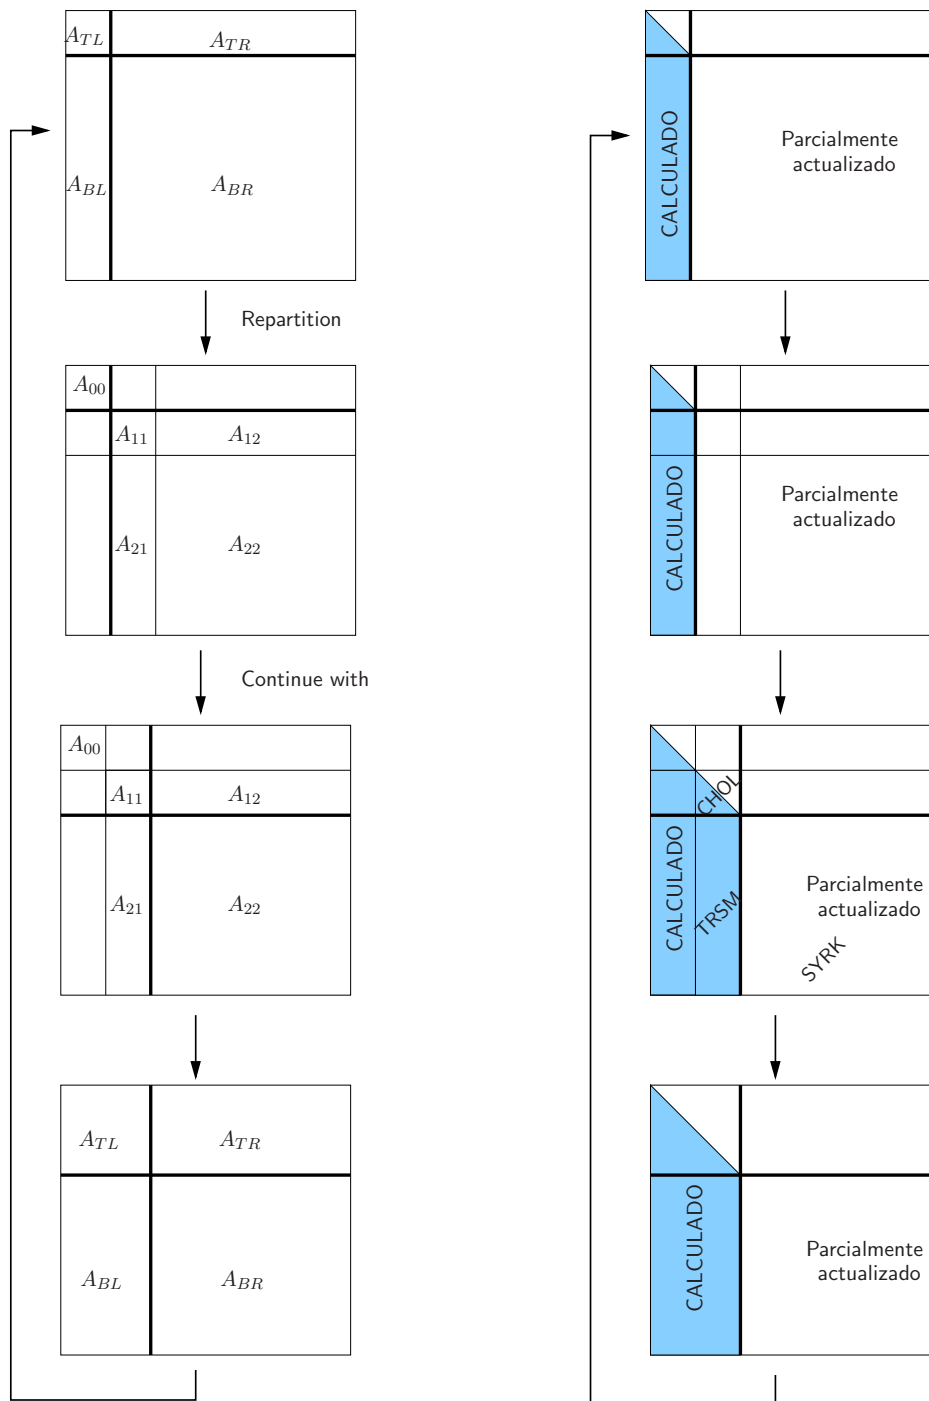 A_{TL}
A_{TR}
A_{BL}
A_{BR}
Repartition
A_{00}
A_{11}
A_{12}
A_{21}
A_{22}
Continue with
A_{00}
A_{11}
A_{12}
A_{21}
A_{22}
A_{TL}
A_{TR}
A_{BL}
A_{BR}
CALCULADO
Parcialmente
actualizado
CALCULADO
Parcialmente
actualizado
CHOL
CALCULADO
TRSM
Parcialmente
actualizado
SYRK
CALCULADO
Parcialmente
actualizado